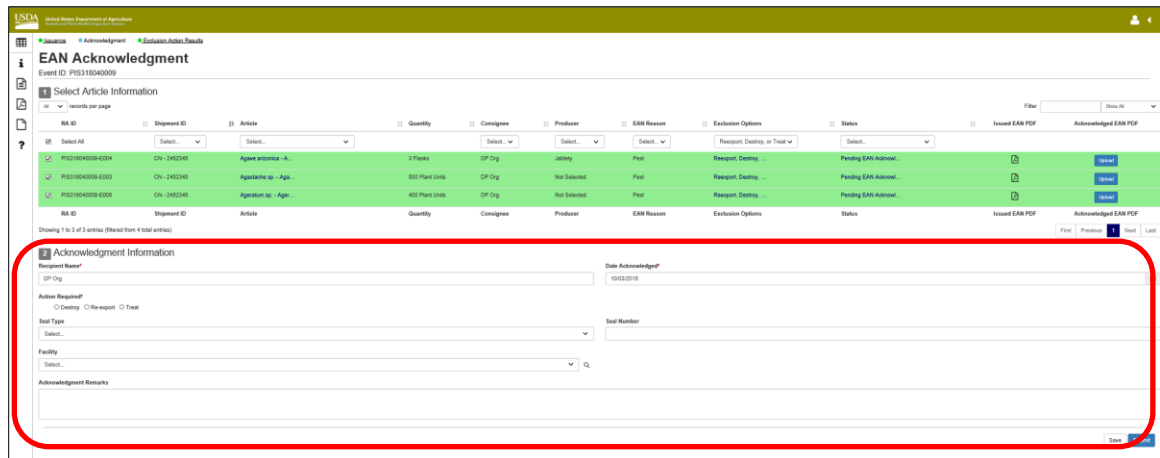 USDA United States Department of Agriculture
Animal and Plant Health Inspection Service
Issuance Acknowledgment Exclusion Action Results
EAN Acknowledgment
Event ID: PIS318040009
1 Select Article Information
All records per page Filter Show All
RA ID Shipment ID Article Quantity Consignee Producer EAN Reason Exclusion Options Status Issued EAN PDF Acknowledged EAN PDF
Select All Select... Select... Select... Select... Select... Reexport, Destroy, or Treat Select...
PIS318040009-E004 CN - 2452345 Agave arizonica - A... 3 Flasks DP Org Jalilety Pest Reexport, Destroy, ... Pending EAN Acknowl... Upload
PIS318040009-E003 CN - 2452345 Agastache sp. - Aga... 500 Plant Units DP Org Not Selected Pest Reexport, Destroy, ... Pending EAN Acknowl... Upload
PIS318040009-E005 CN - 2452345 Ageratum sp. - Ager... 400 Plant Units DP Org Not Selected Pest Reexport, Destroy, ... Pending EAN Acknowl... Upload
RA ID Shipment ID Article Quantity Consignee Producer EAN Reason Exclusion Options Status Issued EAN PDF Acknowledged EAN PDF
Showing 1 to 3 of 3 entries (filtered from 4 total entries) First Previous 1 Next Last
2 Acknowledgment Information
Recipient Name* Date Acknowledged*
DP Org 10/03/2018
Action Required*
Destroy Re-export Treat
Seal Type Seal Number
Select...
Facility
Select...
Acknowledgment Remarks
Save